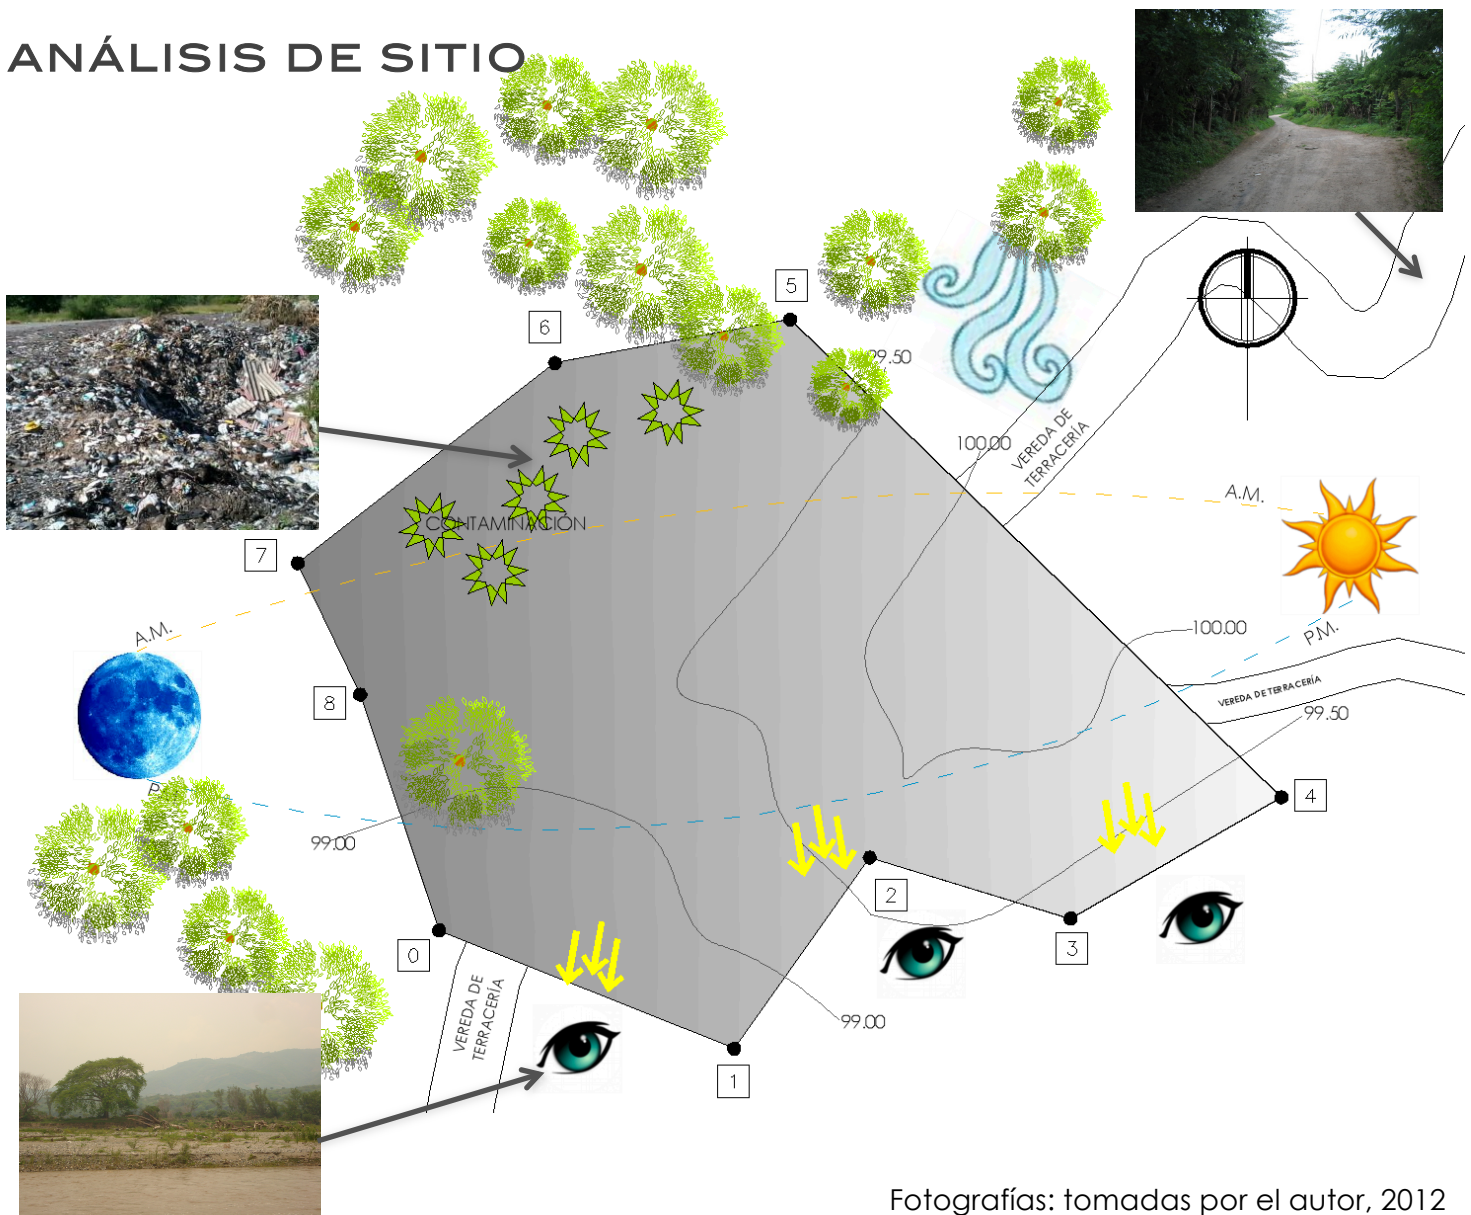 ANÁLISIS DE SITIO
5
6
99.50
100.00
VEREDA DE
TERRACERÍA
A.M.
CONTAMINACIÓN
7
A.M.
100.00
P.M.
8
VEREDA DE TERRACERÍA
99.50
4
99.00
2
3
0
VEREDA DE
TERRACERÍA
99.00
1
Fotografías: tomadas por el autor, 2012